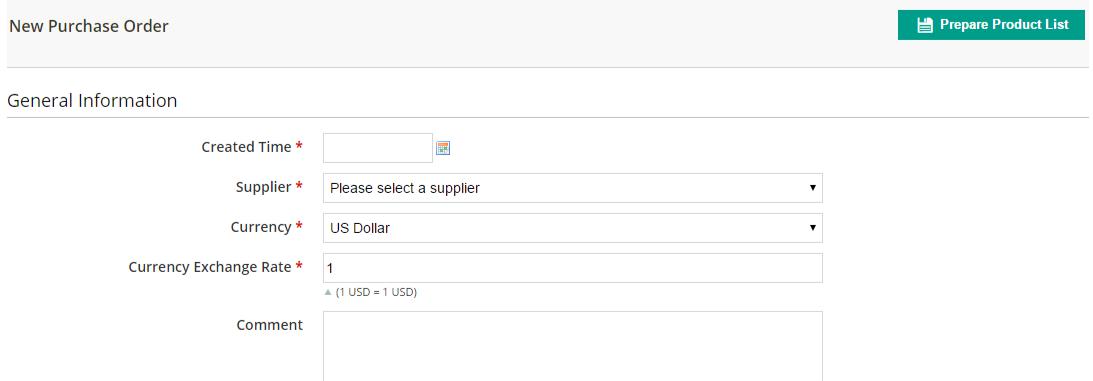 New Purchase Order
Prepare Product List
General Information
Created Time *
Supplier * Please select a supplier
Currency * US Dollar
Currency Exchange Rate * 1
(1 USD = 1 USD)
Comment